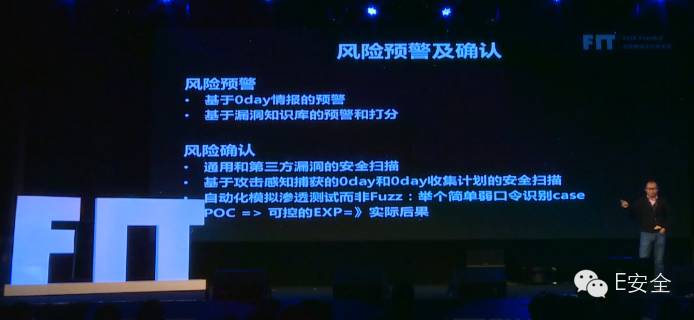 风险预警及确认
FIT
风险预警
• 基于0day情报的预警
• 基于漏洞知识库的预警和打分
风险确认
• 通用和第三方漏洞的安全扫描
• 基于攻击感知捕获的0day和0day收集计划的安全扫描
• 自动化模拟渗透测试而非Fuzz：举个简单弱口令识别case
POC => 可控的EXP=》实际后果
FIT
E安全